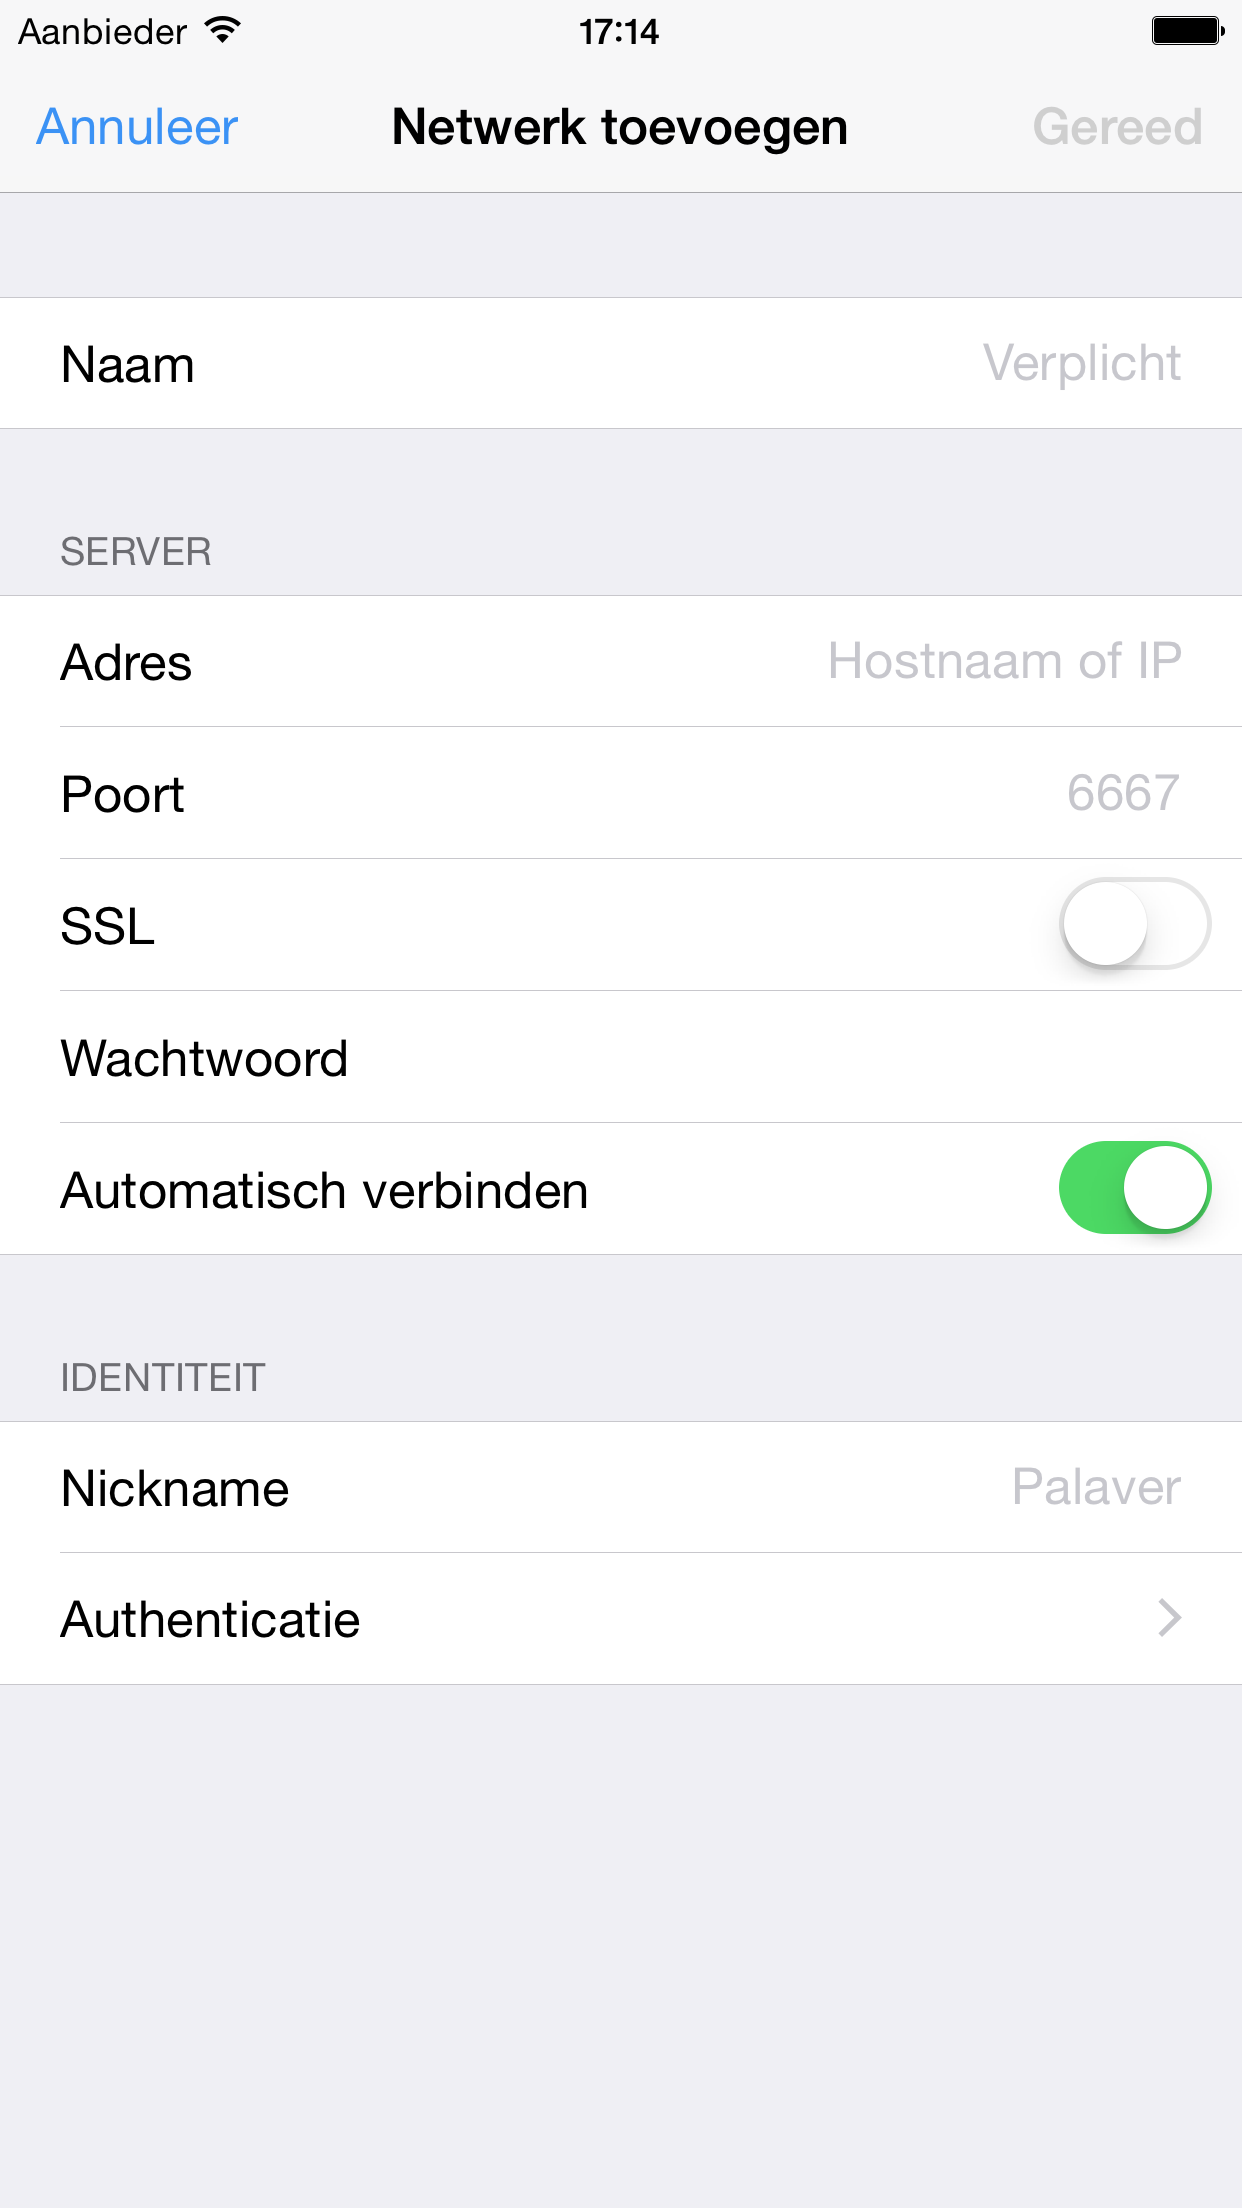 Aanbieder 17:14
Annuleer Netwerk toevoegen Gereed
Naam Verplicht
SERVER
Adres Hostnaam of IP
Poort 6667
SSL
Wachtwoord
Automatisch verbinden
IDENTITEIT
Nickname Palaver
Authenticatie